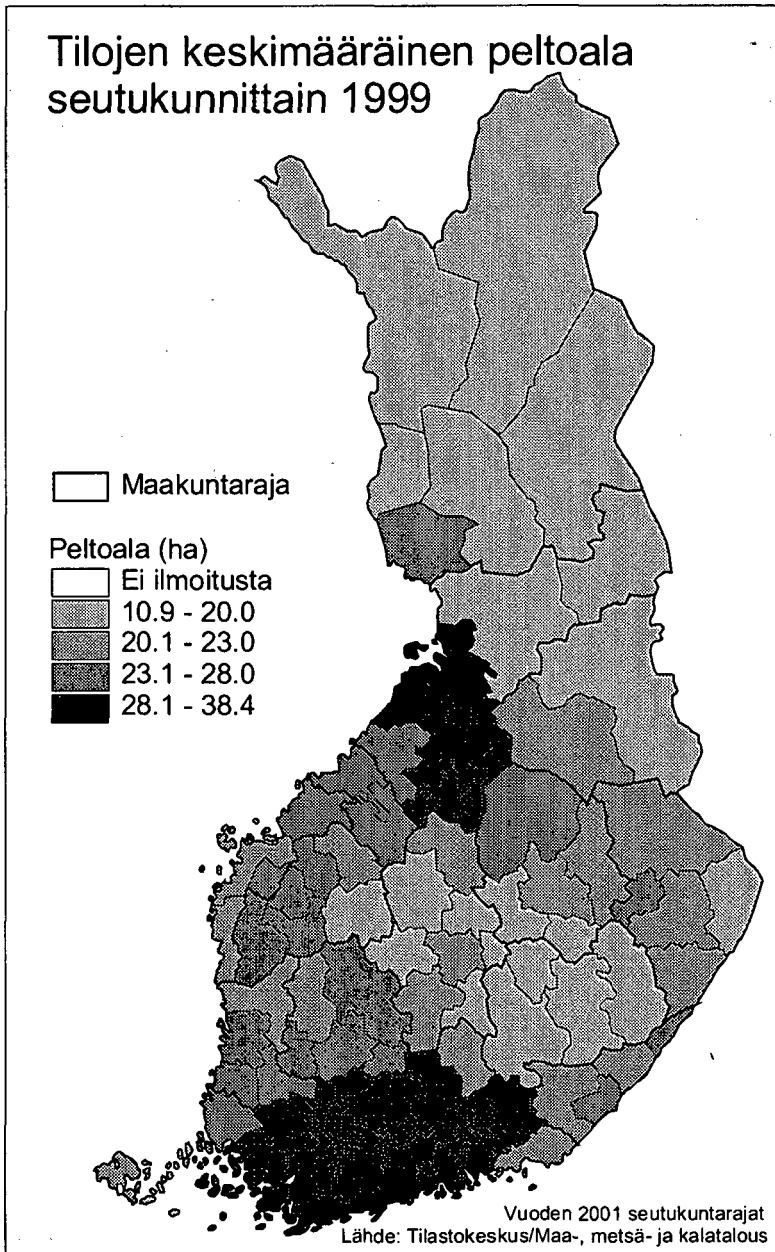 Tilojen keskimääräinen peltoala
seutukunnittain 1999
Maakuntaraja
Peltoala (ha)
Ei ilmoitusta
10.9 - 20.0
20.1 - 23.0
23.1 - 28.0
28.1 - 38.4
Vuoden 2001 seutukuntarajat
Lähde: Tilastokeskus/Maa-, metsä- ja kalatalous